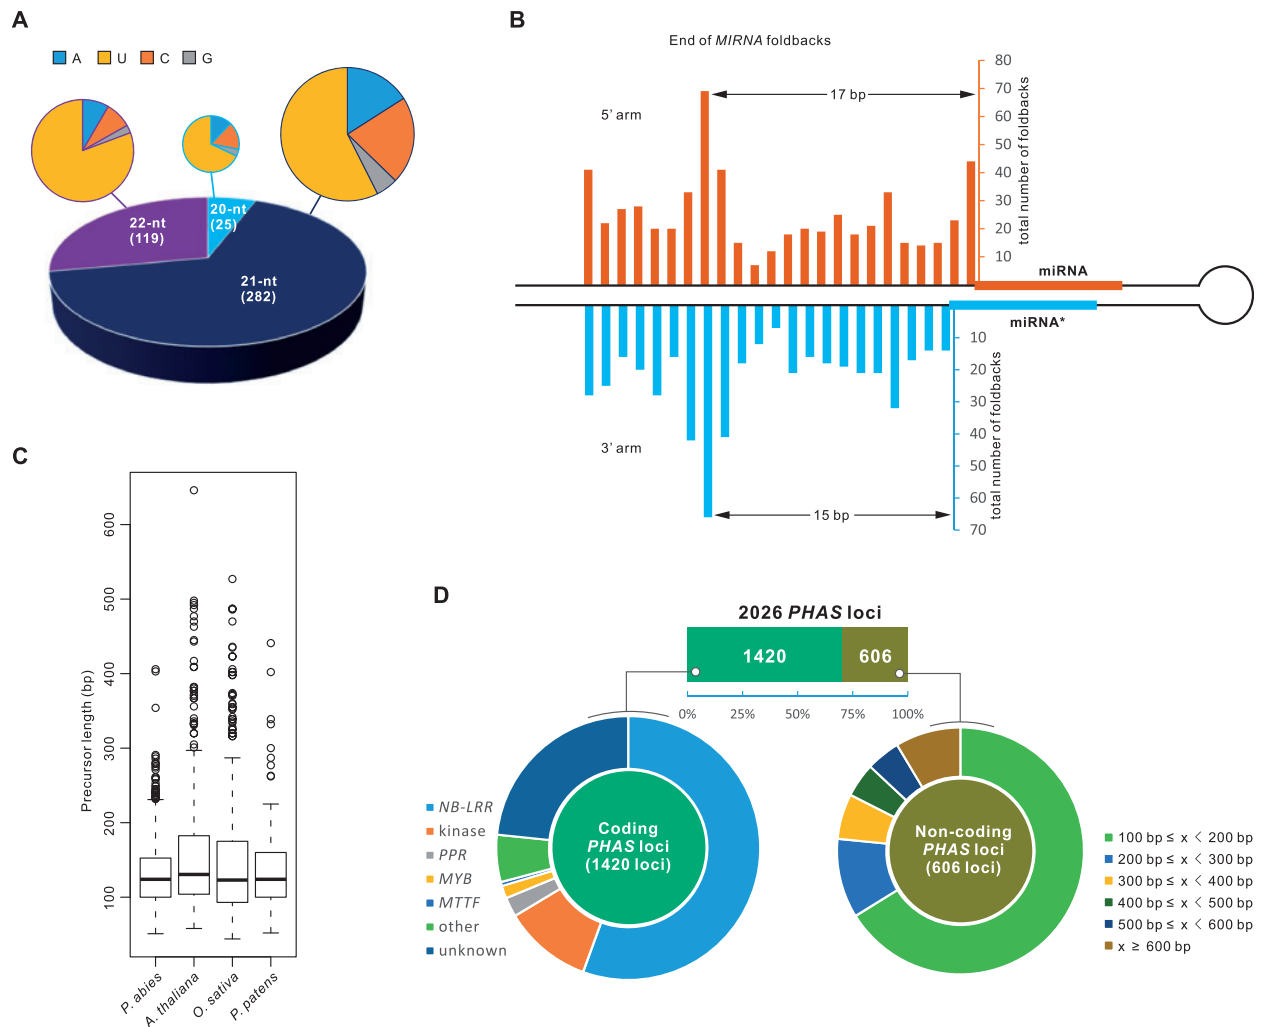 A
A U C G
22-nt
(119)
20-nt
(25)
21-nt
(282)
B
End of MIRNA foldbacks
5' arm
17 bp
80
70
60
50
40
30
20
10
total number of foldbacks
miRNA
miRNA*
10
20
30
40
50
60
70
total number of foldbacks
3' arm
15 bp
C
Precursor length (bp)
600
500
400
300
200
100
P. abies
A. thaliana
O. sativa
P. patens
D
2026 PHAS loci
1420 606
0% 25% 50% 75% 100%
NB-LRR
kinase
PPR
MYB
MTTF
other
unknown
Coding
PHAS loci
(1420 loci)
Non-coding
PHAS loci
(606 loci)
100 bp ≤ x < 200 bp
200 bp ≤ x < 300 bp
300 bp ≤ x < 400 bp
400 bp ≤ x < 500 bp
500 bp ≤ x < 600 bp
x ≥ 600 bp